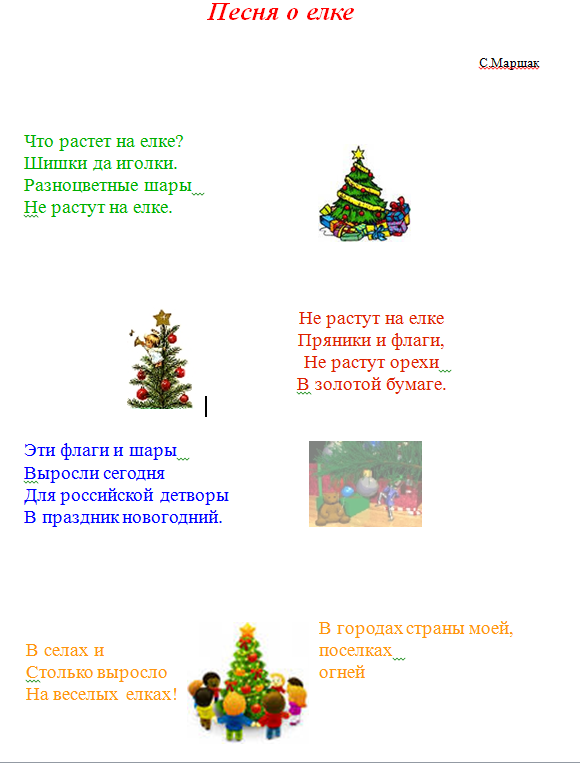 Песня о елке
С.Маршак
Что растет на елке?
Шишки да иголки.
Разноцветные шары
Не растут на елке.
Не растут на елке
Пряники и флаги,
Не растут орехи
В золотой бумаге.
Эти флаги и шары
Выросли сегодня
Для российской детворы
В праздник новогодний.
В городах страны моей,
В селах и поселках
Столько выросло огней
На веселых елках!